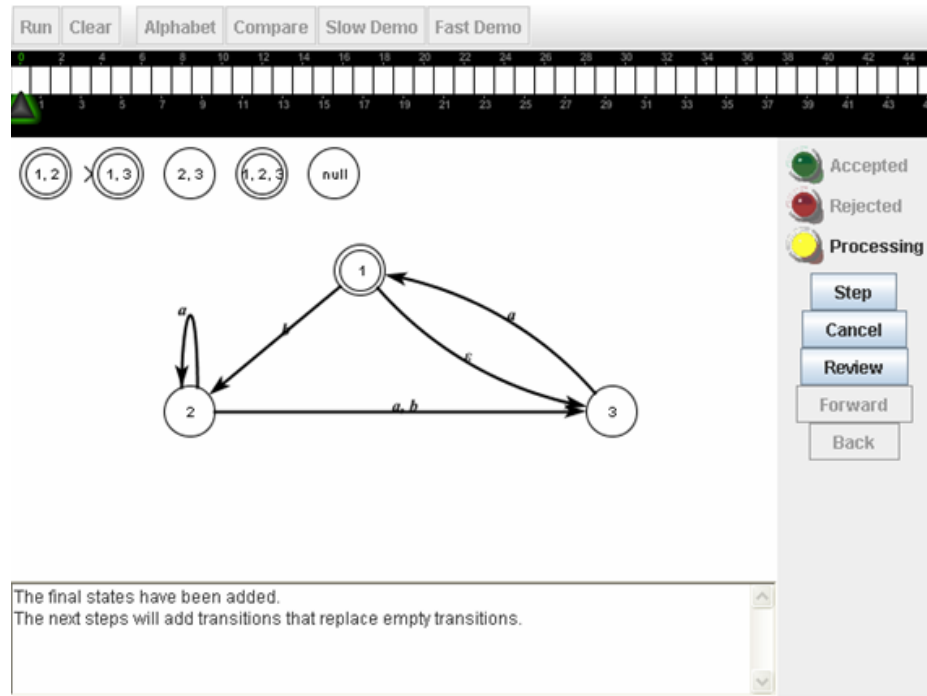 Run Clear Alphabet Compare Slow Demo Fast Demo
0 2 4 6 8 10 12 14 16 18 20 22 24 26 28 30 32 34 36 38 40 42 44
1 3 5 7 9 11 13 15 17 19 21 23 25 27 29 31 33 35 37 39 41 43 4
1, 2 1, 3 2, 3 1, 2, 3 null
Accepted
Rejected
Processing
1
Step
a b a
Cancel
ε
Review
2 a, b 3
Forward
Back
The final states have been added.
The next steps will add transitions that replace empty transitions.